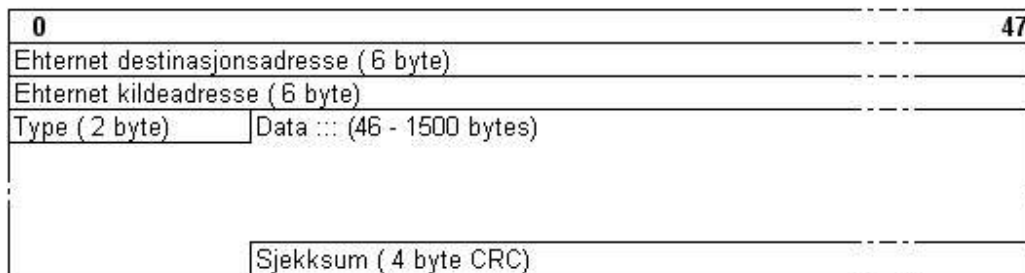 0 47
Ehternet destinasjonsadresse ( 6 byte)
Ehternet kildeadresse ( 6 byte)
Type ( 2 byte) Data ::: (46 - 1500 bytes)
Sjekksum ( 4 byte CRC)